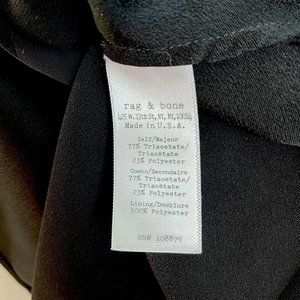 rag & bone
425 W. 13th St, NY, NY, 10014
Made in U.S.A.
Self/Majeur
77% Triacetate/
Triacetate
23% Polyester
Combo/Secondaire
77% Triacetate/
Triacetate
23% Polyester
Lining/Doublure
100% Polyester
RN# 108879